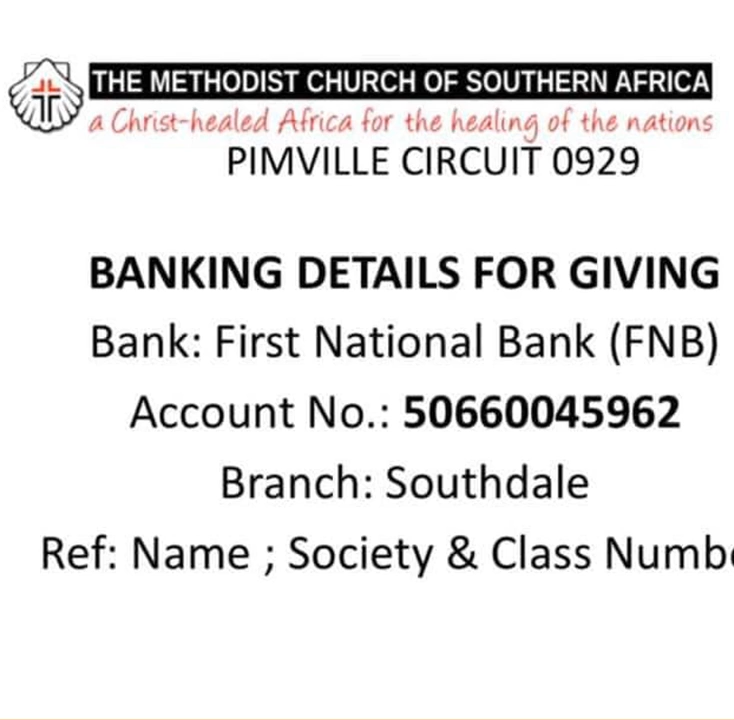 THE METHODIST CHURCH OF SOUTHERN AFRICA
a Christ-healed Africa for the healing of the nations
PIMVILLE CIRCUIT 0929
BANKING DETAILS FOR GIVING
Bank: First National Bank (FNB)
Account No.: 50660045962
Branch: Southdale
Ref: Name ; Society & Class Numb